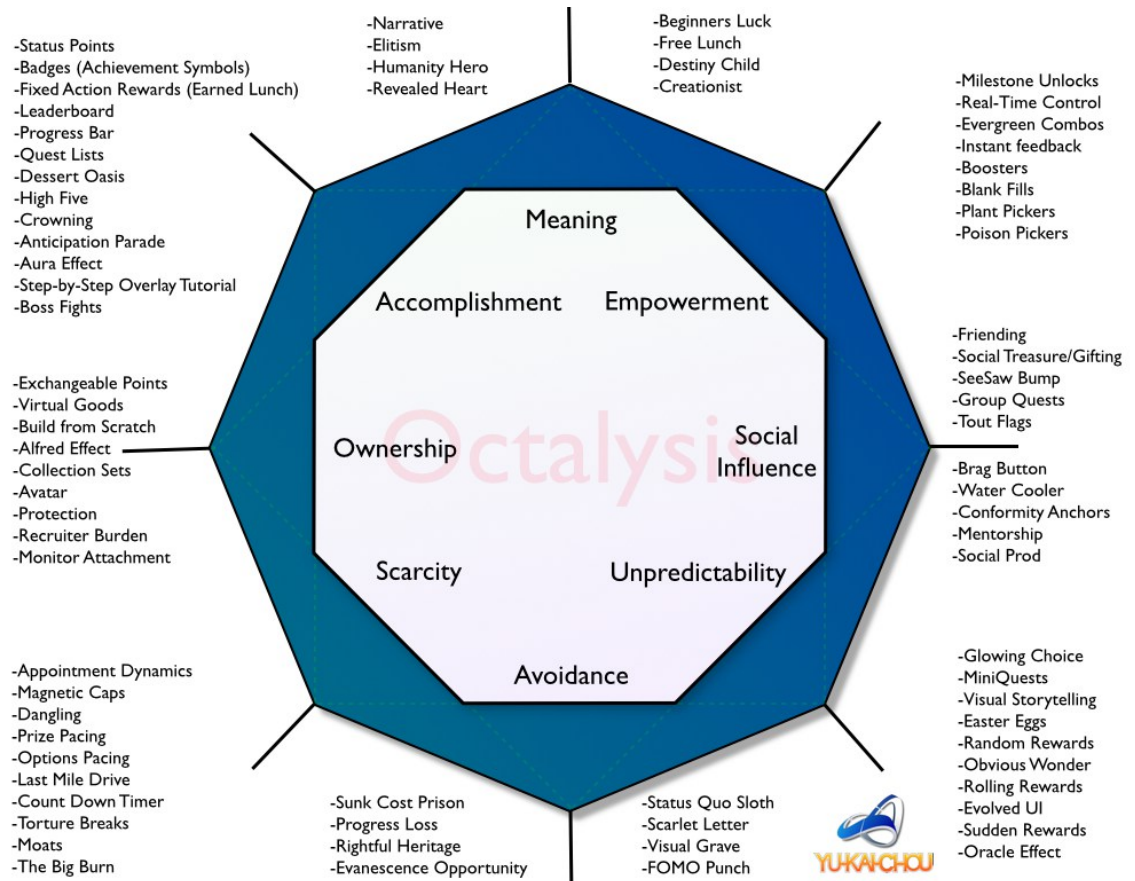 -Narrative
-Elitism
-Humanity Hero
-Revealed Heart
-Beginners Luck
-Free Lunch
-Destiny Child
-Creationist
-Status Points
-Badges (Achievement Symbols)
-Fixed Action Rewards (Earned Lunch)
-Leaderboard
-Progress Bar
-Quest Lists
-Dessert Oasis
-High Five
-Crowning
-Anticipation Parade
-Aura Effect
-Step-by-Step Overlay Tutorial
-Boss Fights
-Milestone Unlocks
-Real-Time Control
-Evergreen Combos
-Instant feedback
-Boosters
-Blank Fills
-Plant Pickers
-Poison Pickers
Meaning
Accomplishment
Empowerment
Ownership
Octalysis
Social
Influence
Scarcity
Unpredictability
Avoidance
-Exchangeable Points
-Virtual Goods
-Build from Scratch
-Alfred Effect
-Collection Sets
-Avatar
-Protection
-Recruiter Burden
-Monitor Attachment
-Friending
-Social Treasure/Gifting
-SeeSaw Bump
-Group Quests
-Tout Flags
-Brag Button
-Water Cooler
-Conformity Anchors
-Mentorship
-Social Prod
-Appointment Dynamics
-Magnetic Caps
-Dangling
-Prize Pacing
-Options Pacing
-Last Mile Drive
-Count Down Timer
-Torture Breaks
-Moats
-The Big Burn
-Sunk Cost Prison
-Progress Loss
-Rightful Heritage
-Evanescence Opportunity
-Status Quo Sloth
-Scarlet Letter
-Visual Grave
-FOMO Punch
-Glowing Choice
-MiniQuests
-Visual Storytelling
-Easter Eggs
-Random Rewards
-Obvious Wonder
-Rolling Rewards
-Evolved UI
-Sudden Rewards
-Oracle Effect
YU-KAI-CHOU